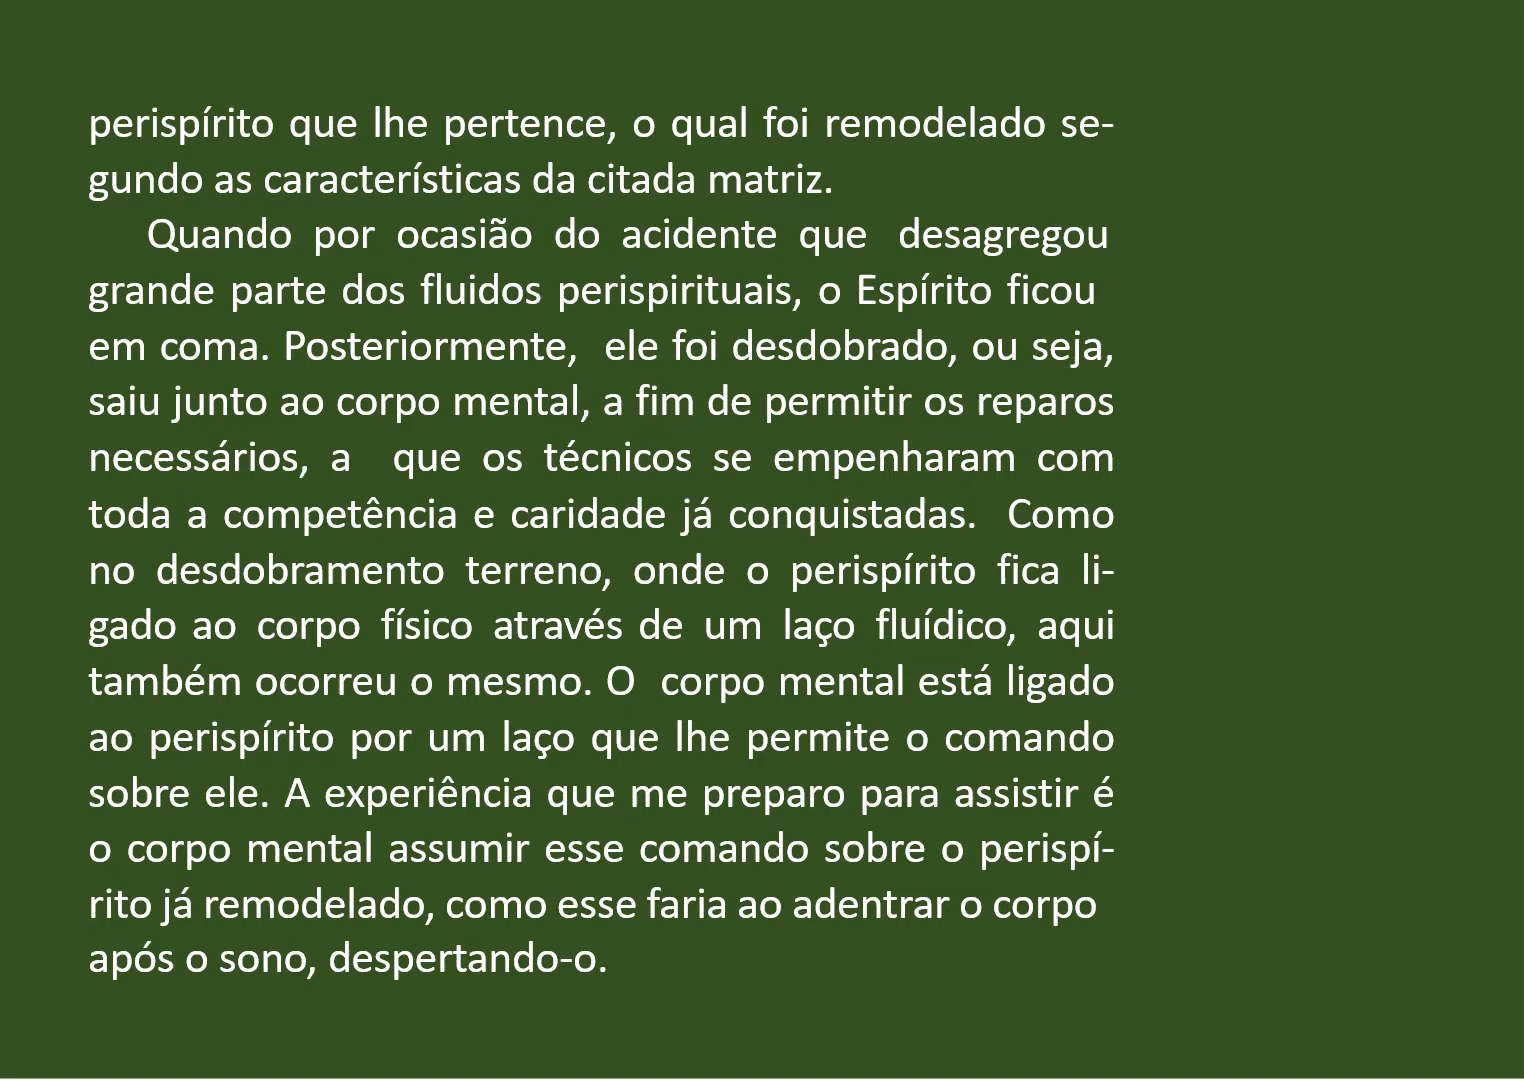 perispírito que lhe pertence, o qual foi remodelado se-
gundo as características da citada matriz.
Quando por ocasião do acidente que desagregou
grande parte dos fluidos perispirituais, o Espírito ficou
em coma. Posteriormente, ele foi desdobrado, ou seja,
saiu junto ao corpo mental, a fim de permitir os reparos
necessários, a que os técnicos se empenharam com
toda a competência e caridade já conquistadas. Como
no desdobramento terreno, onde o perispírito fica li-
gado ao corpo físico através de um laço fluídico, aqui
também ocorreu o mesmo. O corpo mental está ligado
ao perispírito por um laço que lhe permite o comando
sobre ele. A experiência que me preparo para assistir é
o corpo mental assumir esse comando sobre o perispí-
rito já remodelado, como esse faria ao adentrar o corpo
após o sono, despertando-o.